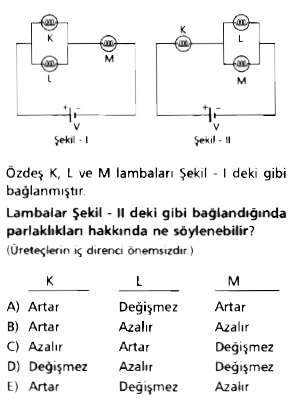 K K
L M L M
+ - V + - V
Şekil - I Şekil - II
Özdeş K, L ve M lambaları Şekil - I deki gibi
bağlanmıştır.
Lambalar Şekil - II deki gibi bağlandığında
parlaklıkları hakkında ne söylenebilir?
(Üreteçlerin iç direnci önemsizdir.)
K L M
A) Artar Değişmez Artar
B) Artar Azalır Azalır
C) Azalır Artar Değişmez
D) Değişmez Azalır Değişmez
E) Artar Değişmez Azalır